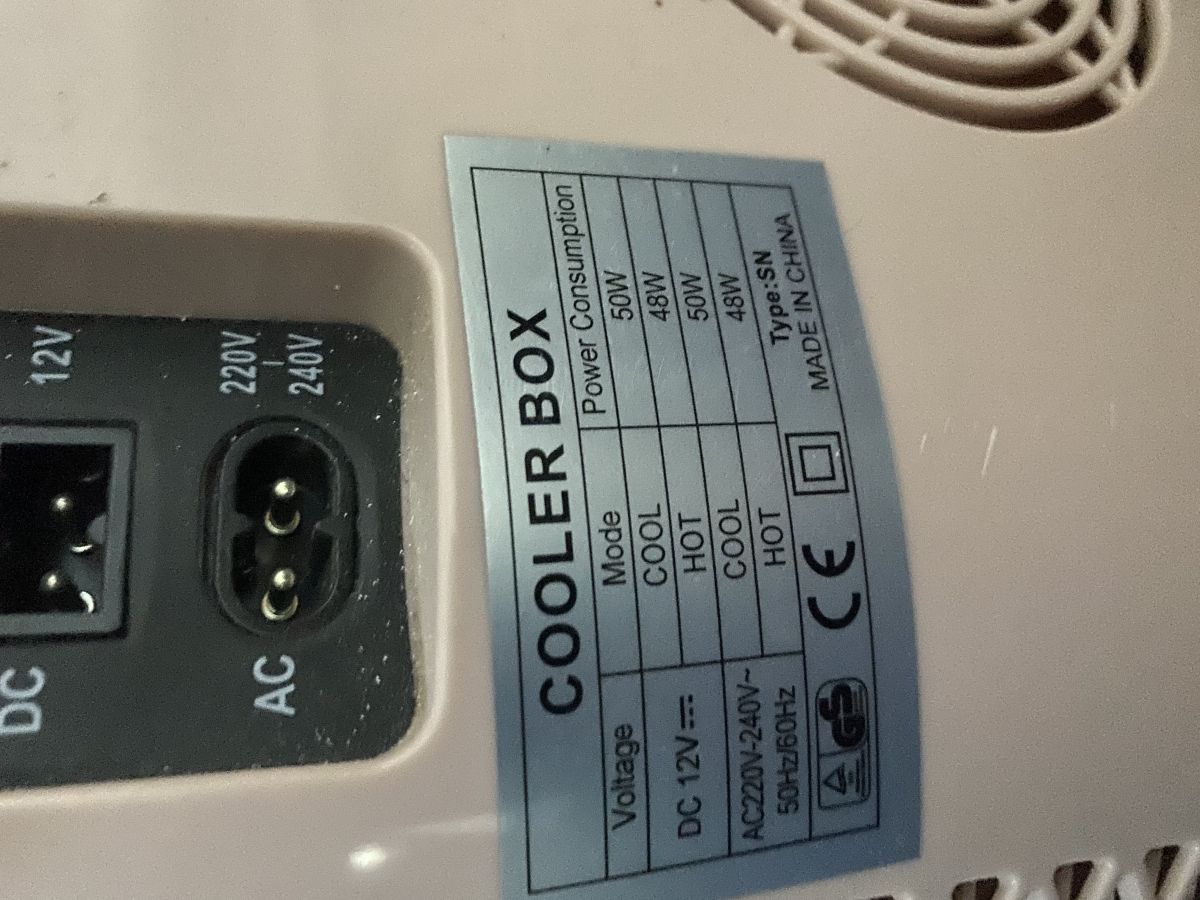 DC 12V
AC 220V
-
240V
COOLER BOX
Voltage Mode Power Consumption
DC 12V⎓ COOL 50W
HOT 48W
AC220V-240V~ COOL 50W
50Hz/60Hz HOT 48W
GS CE Type:SN
MADE IN CHINA